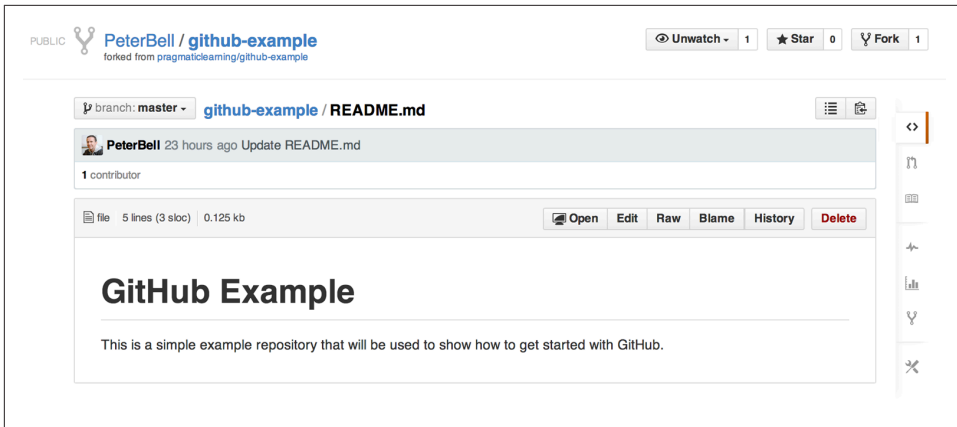 PUBLIC PeterBell / github-example Unwatch 1 Star 0 Fork 1
forked from pragmaticlearning/github-example
branch: master github-example / README.md
PeterBell 23 hours ago Update README.md
1 contributor
file 5 lines (3 sloc) 0.125 kb Open Edit Raw Blame History Delete
GitHub Example
This is a simple example repository that will be used to show how to get started with GitHub.